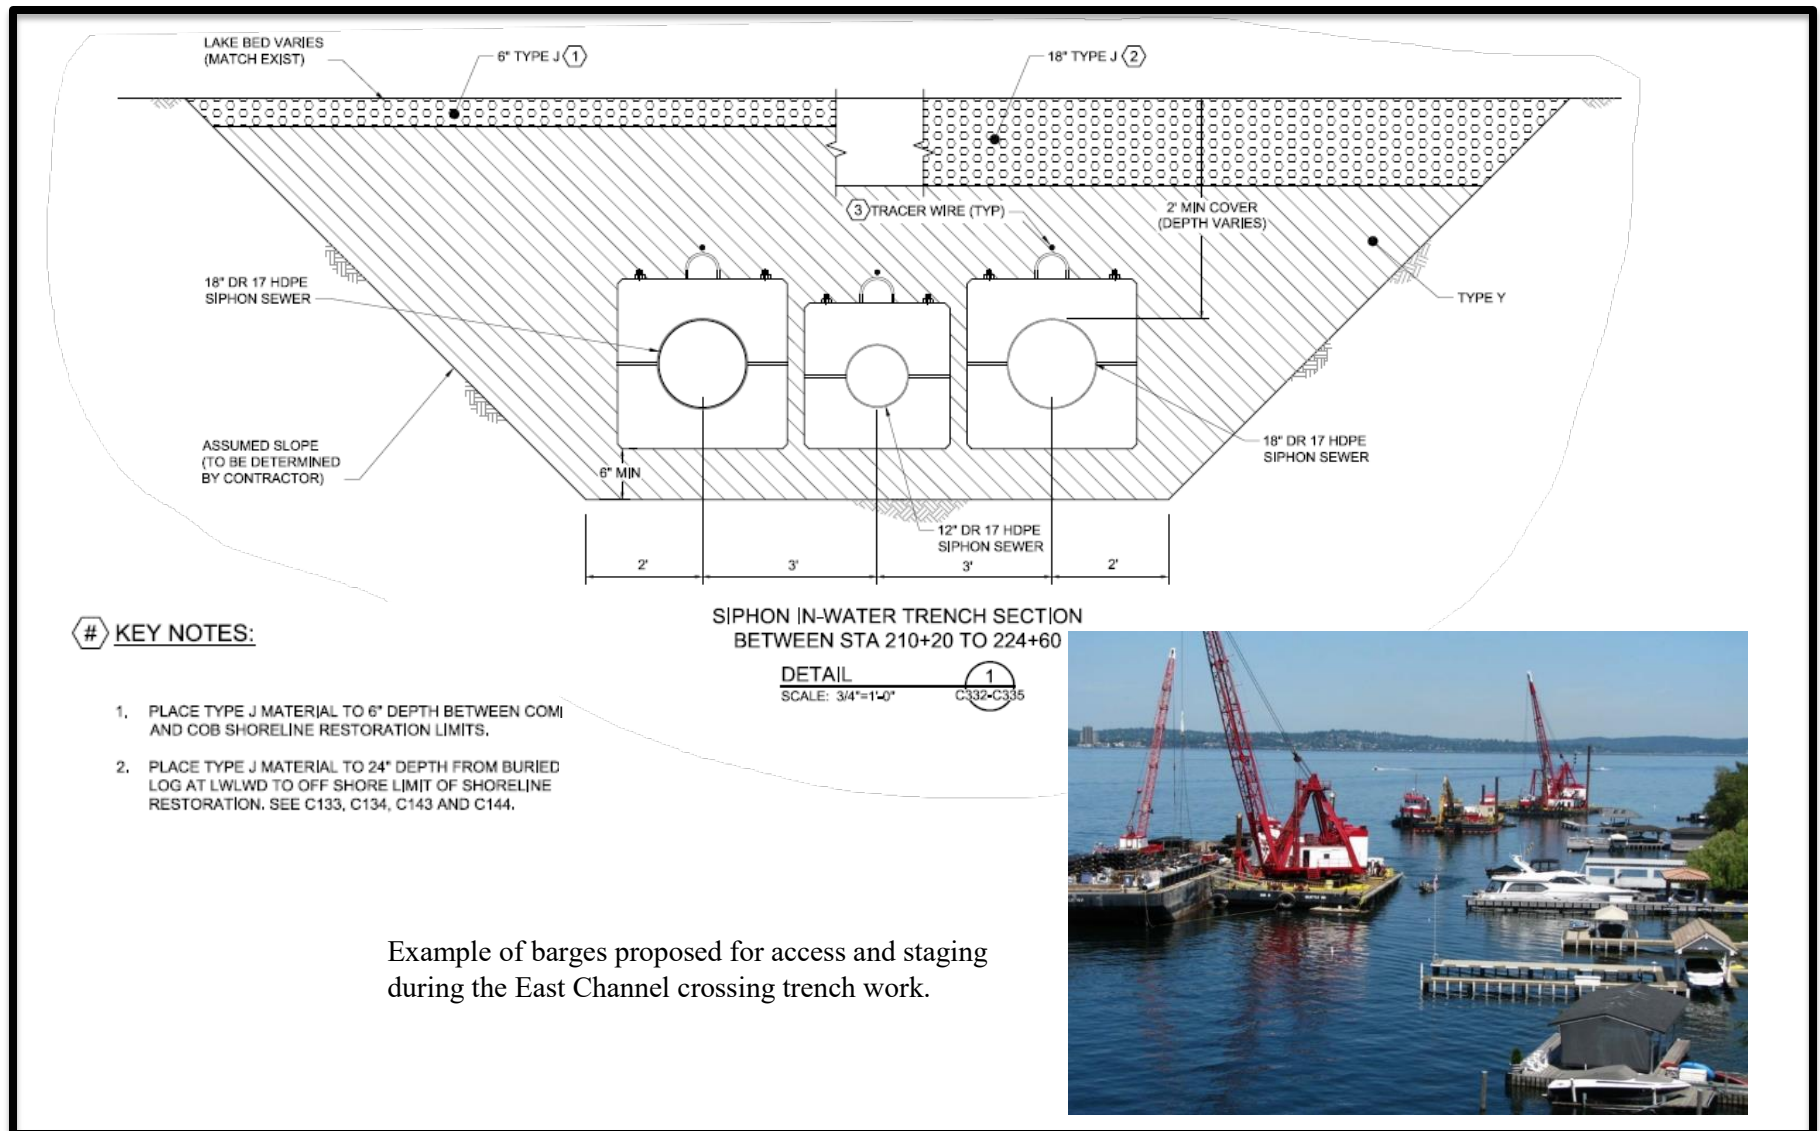 LAKE BED VARIES
(MATCH EXIST)
6" TYPE J 1
18" TYPE J 2
3 TRACER WIRE (TYP)
2' MIN COVER
(DEPTH VARIES)
18" DR 17 HDPE
SIPHON SEWER
TYPE Y
ASSUMED SLOPE
(TO BE DETERMINED
BY CONTRACTOR)
6" MIN
18" DR 17 HDPE
SIPHON SEWER
12" DR 17 HDPE
SIPHON SEWER
2'
3'
3'
2'
SIPHON IN-WATER TRENCH SECTION
BETWEEN STA 210+20 TO 224+60
DETAIL
SCALE: 3/4"=1'-0"
1
C332-C335
# KEY NOTES:
1. PLACE TYPE J MATERIAL TO 6" DEPTH BETWEEN COMI
AND COB SHORELINE RESTORATION LIMITS.
2. PLACE TYPE J MATERIAL TO 24" DEPTH FROM BURIED
LOG AT LWLWD TO OFF SHORE LIMIT OF SHORELINE
RESTORATION. SEE C133, C134, C143 AND C144.
Example of barges proposed for access and staging
during the East Channel crossing trench work.